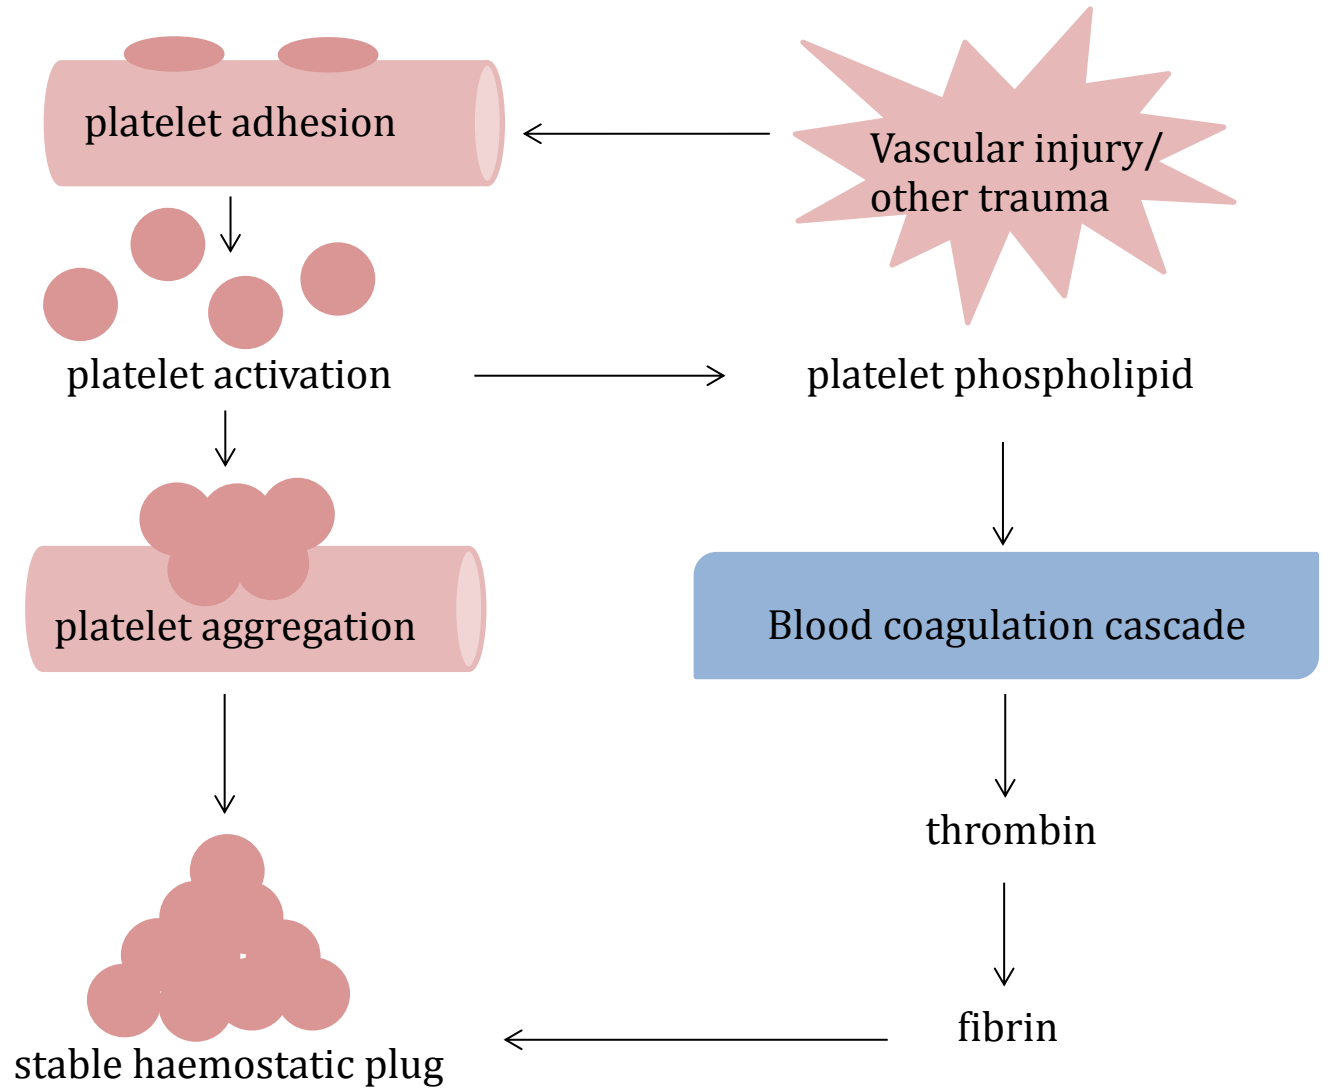 platelet adhesion
Vascular injury/
other trauma
platelet activation
platelet phospholipid
platelet aggregation
Blood coagulation cascade
thrombin
fibrin
stable haemostatic plug